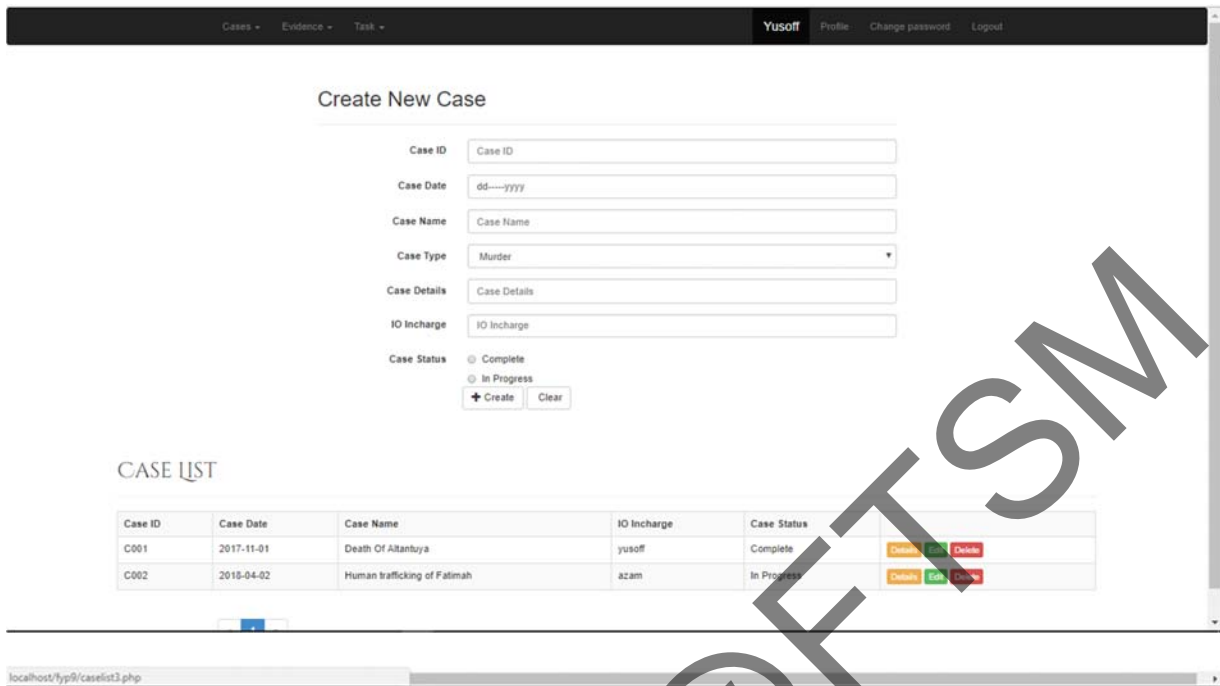 Cases Evidence Task Yusoff Profile Change password Logout
Create New Case
Case ID Case ID
Case Date dd-----yyyy
Case Name Case Name
Case Type Murder
Case Details Case Details
IO Incharge IO Incharge
Case Status Complete
In Progress
+ Create Clear
CASE LIST
Case ID Case Date Case Name IO Incharge Case Status
C001 2017-11-01 Death Of Altantuya yusoff Complete Details Edit Delete
C002 2018-04-02 Human trafficking of Fatimah azam In Progress Details Edit Delete
localhost/fyp9/caselist3.php
@FTSM